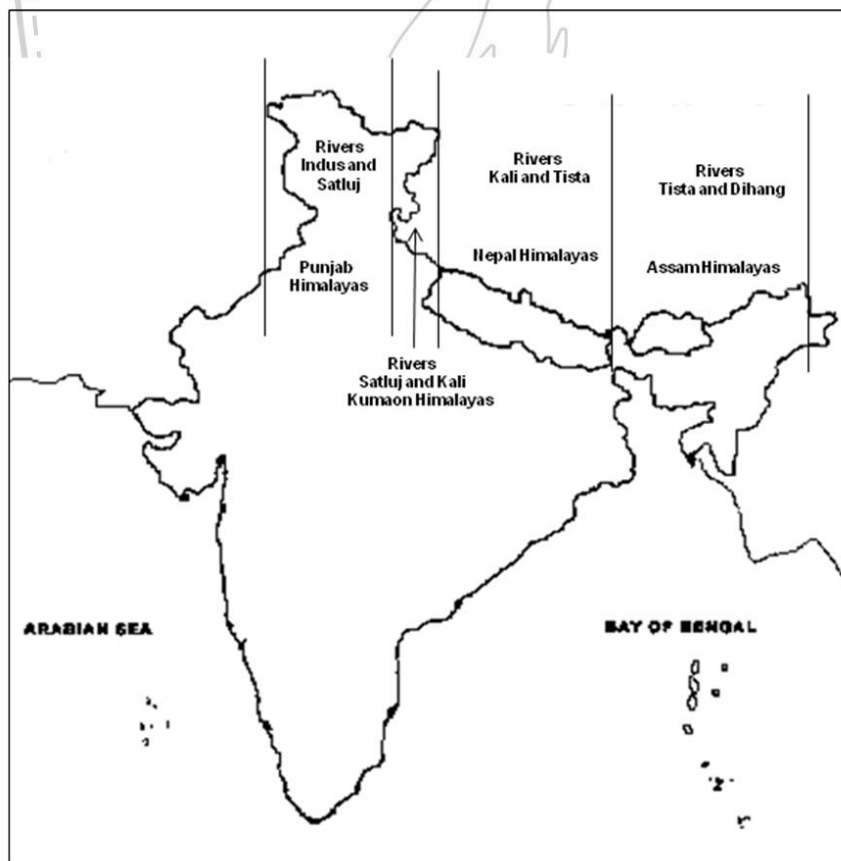 Rivers
Indus and
Satluj
Rivers
Kali and Tista
Rivers
Tista and Dihang
Punjab
Himalayas
Nepal Himalayas
Assam Himalayas
Rivers
Satluj and Kali
Kumaon Himalayas
ARABIAN SEA
BAY OF BENGAL